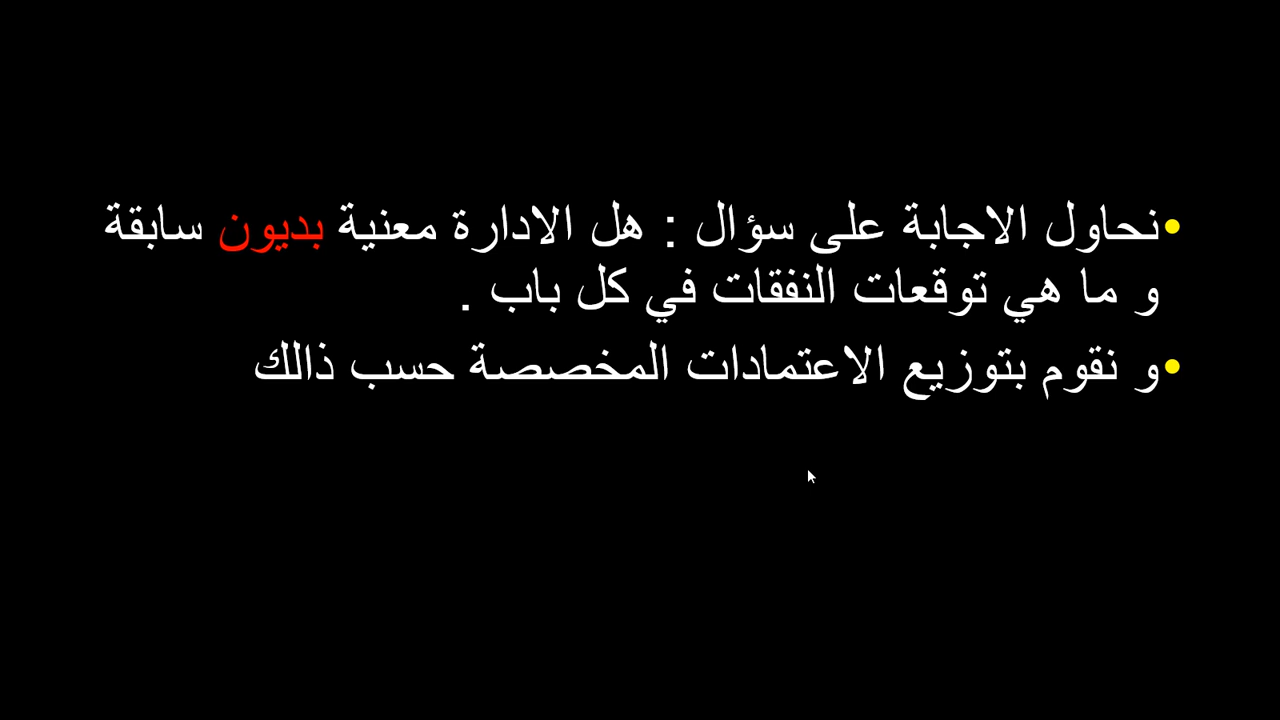 •نحاول الاجابة على سؤال : هل الادارة معنية بديون سابقة
و ما هي توقعات النفقات في كل باب .
•و نقوم بتوزيع الاعتمادات المخصصة حسب ذالك